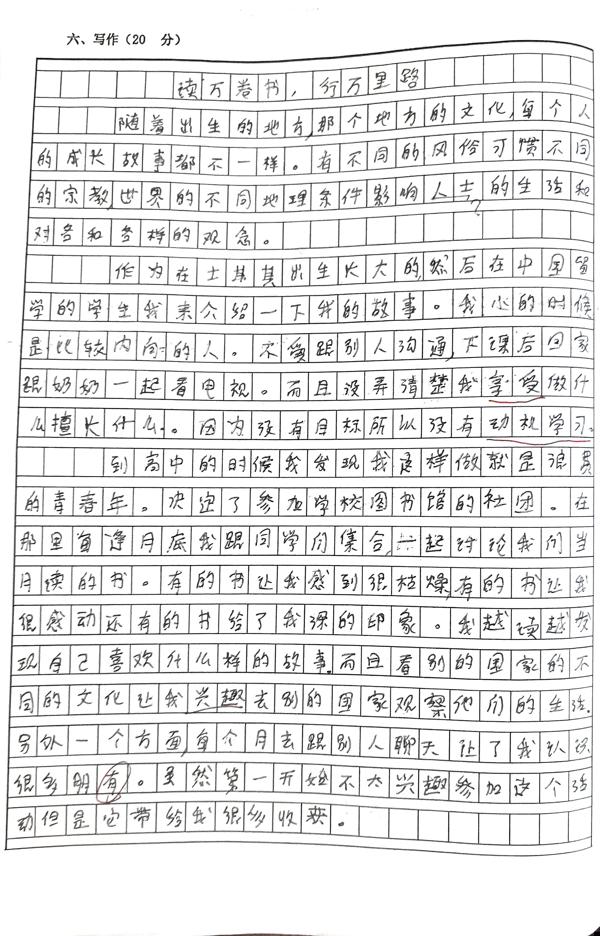 六、写作（20 分）
读万卷书，行万里路
随着出生的地方，那个地方的文化，每个人
的成长故事都不一样。有不同的风俗习惯不同
的宗教，世界的不同地理条件影响人士的生活和
对各和各样的观念。
作为在土其其出生长大的，然后在中国留
学的学生我来介绍一下我的故事。我心的时候
是比较内向的人。不爱跟别人沟通，下课后回家
跟奶奶一起看电视。而且没弄清楚我享受做什
么擅长什么。因为没有目标所以没有动机学习。
到高中的时候我发现我这样做就是浪费
的青春年。决定了参加学校图书馆的社团。在
那里每逢月底我跟同学们集合，一起讨论我们当
月读的书。有的书让我感到很枯燥，有的书让我
很感动还有的书给了我深的印象。我越读越发
现自己喜欢什么样的故事。而且看别的国家的不
同的文化让我兴趣去别的国家观察他们的生活。
另外一个方面，每个月去跟别人聊天让了我认识
很多朋有。虽然第一开始不太兴趣参加这个活
动但是它带给我很多收获。